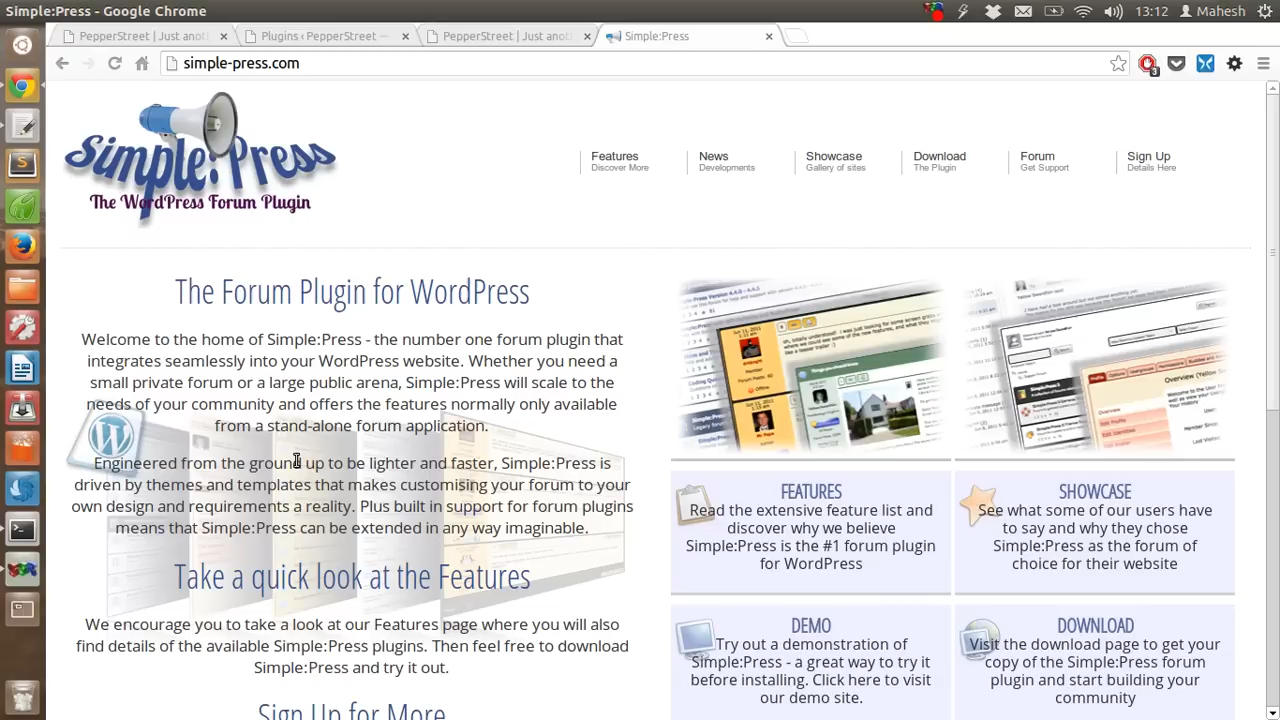 Simple:Press - Google Chrome
13:12 Mahesh
PepperStreet | Just anot
Plugins ‹ PepperStreet —
PepperStreet | Just anot
Simple:Press
simple-press.com
3
Simple:Press
The WordPress Forum Plugin
Features
Discover More
News
Developments
Showcase
Gallery of sites
Download
The Plugin
Forum
Get Support
Sign Up
Details Here
The Forum Plugin for WordPress
Welcome to the home of Simple:Press - the number one forum plugin that
integrates seamlessly into your WordPress website. Whether you need a
small private forum or a large public arena, Simple:Press will scale to the
needs of your community and offers the features normally only available
from a stand-alone forum application.
Engineered from the ground up to be lighter and faster, Simple:Press is
driven by themes and templates that makes customising your forum to your
own design and requirements a reality. Plus built in support for forum plugins
means that Simple:Press can be extended in any way imaginable.
Take a quick look at the Features
We encourage you to take a look at our Features page where you will also
find details of the available Simple:Press plugins. Then feel free to download
Simple:Press and try it out.
Sign Up for More
FEATURES
Read the extensive feature list and
discover why we believe
Simple:Press is the #1 forum plugin
for WordPress
SHOWCASE
See what some of our users have
to say and why they chose
Simple:Press as the forum of
choice for their website
DEMO
Try out a demonstration of
Simple:Press - a great way to try it
before installing. Click here to visit
our demo site.
DOWNLOAD
Visit the download page to get your
copy of the Simple:Press forum
plugin and start building your
community